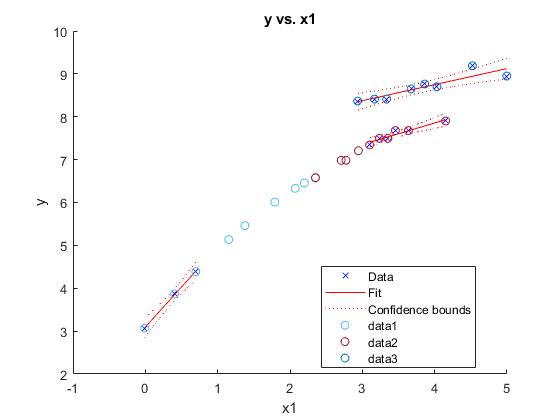 y vs. x1
10
9
8
7
6
5
4
3
2
y
-1 0 1 2 3 4 5
x1
Data
Fit
Confidence bounds
data1
data2
data3